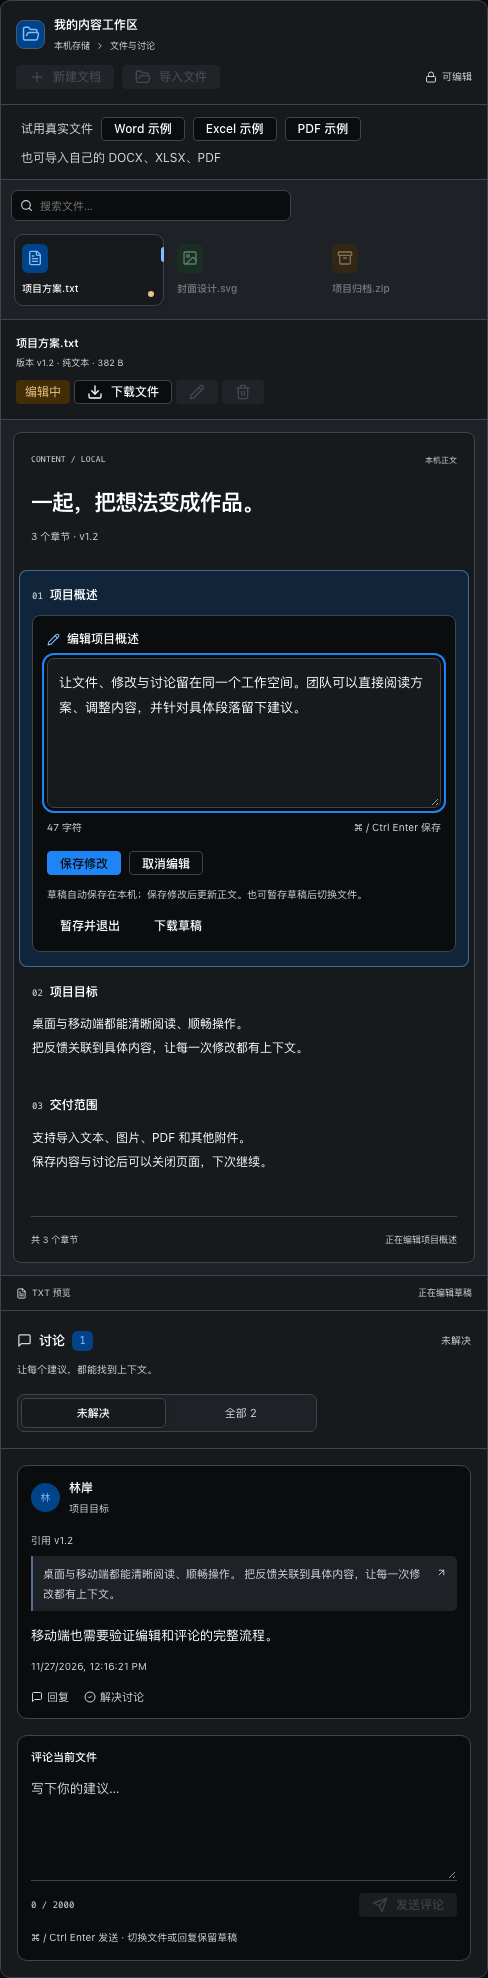 我的内容工作区
本机存储 > 文件与讨论
新建文档 导入文件 可编辑
试用真实文件 Word 示例 Excel 示例 PDF 示例
也可导入自己的 DOCX、XLSX、PDF
搜索文件...
项目方案.txt 封面设计.svg 项目归档.zip
项目方案.txt
版本 v1.2 · 纯文本 · 382 B
编辑中 下载文件
CONTENT / LOCAL 本机正文
一起，把想法变成作品。
3 个章节 · v1.2
01 项目概述
编辑项目概述
让文件、修改与讨论留在同一个工作空间。团队可以直接阅读方
案、调整内容，并针对具体段落留下建议。
47 字符 ⌘ / Ctrl Enter 保存
保存修改 取消编辑
草稿自动保存在本机；保存修改后更新正文。也可暂存草稿后切换文件。
暂存并退出 下载草稿
02 项目目标
桌面与移动端都能清晰阅读、顺畅操作。
把反馈关联到具体内容，让每一次修改都有上下文。
03 交付范围
支持导入文本、图片、PDF 和其他附件。
保存内容与讨论后可以关闭页面，下次继续。
共 3 个章节 正在编辑项目概述
TXT 预览 正在编辑草稿
讨论 1 未解决
让每个建议，都能找到上下文。
未解决 全部 2
林 林岸
项目目标
引用 v1.2
桌面与移动端都能清晰阅读、顺畅操作。 把反馈关联到具体内容，让每一次修
改都有上下文。
移动端也需要验证编辑和评论的完整流程。
11/27/2026, 12:16:21 PM
回复 解决讨论
评论当前文件
写下你的建议...
0 / 2000 发送评论
⌘ / Ctrl Enter 发送 · 切换文件或回复保留草稿